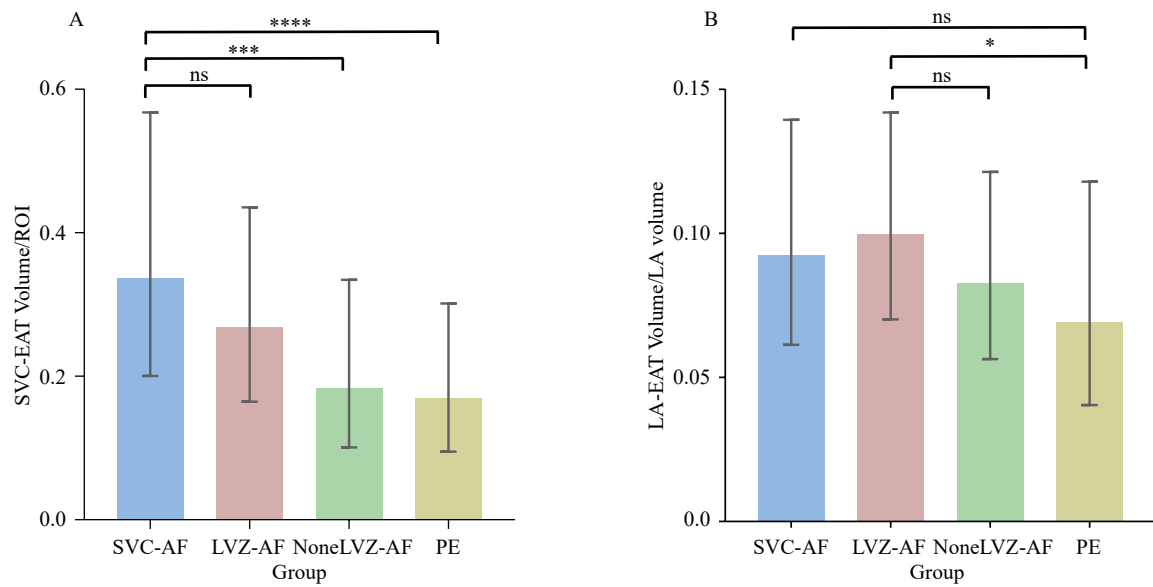 A
****
***
ns
0.6
0.4
0.2
0.0
SVC-EAT Volume/ROI
SVC-AF
LVZ-AF
NoneLVZ-AF
PE
Group
B
ns
*
ns
0.15
0.10
0.05
0.00
LA-EAT Volume/LA volume
SVC-AF
LVZ-AF
NoneLVZ-AF
PE
Group